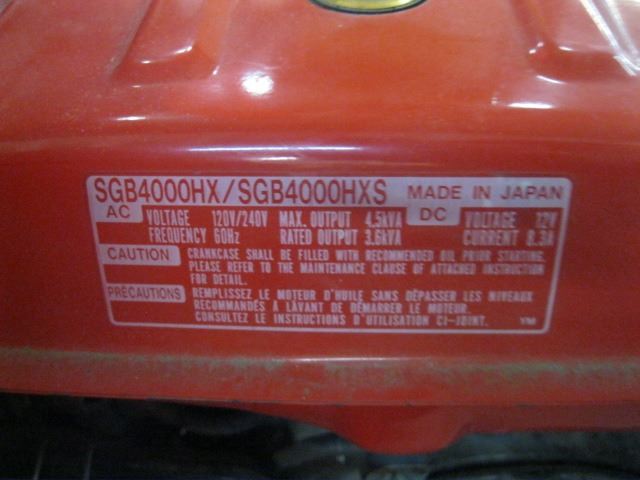 SGB4000HX/SGB4000HXS MADE IN JAPAN
AC VOLTAGE 120V/240V MAX. OUTPUT 4.5kVA DC VOLTAGE 12V
FREQUENCY 60Hz RATED OUTPUT 3.6kVA CURRENT 8.3A
CAUTION CRANKCASE SHALL BE FILLED WITH RECOMMENDED OIL PRIOR STARTING.
PLEASE REFER TO THE MAINTENANCE CLAUSE OF ATTACHED INSTRUCTION
FOR DETAIL.
PRÉCAUTIONS REMPLISSEZ LE MOTEUR D'HUILE SANS DÉPASSER LES NIVEAUX
RECOMMANDÉS A LAVANT DE DÉMARRER LE MOTEUR.
CONSULTEZ LE INSTRUCTIONS D'UTILISATION CI-JOINT. YM